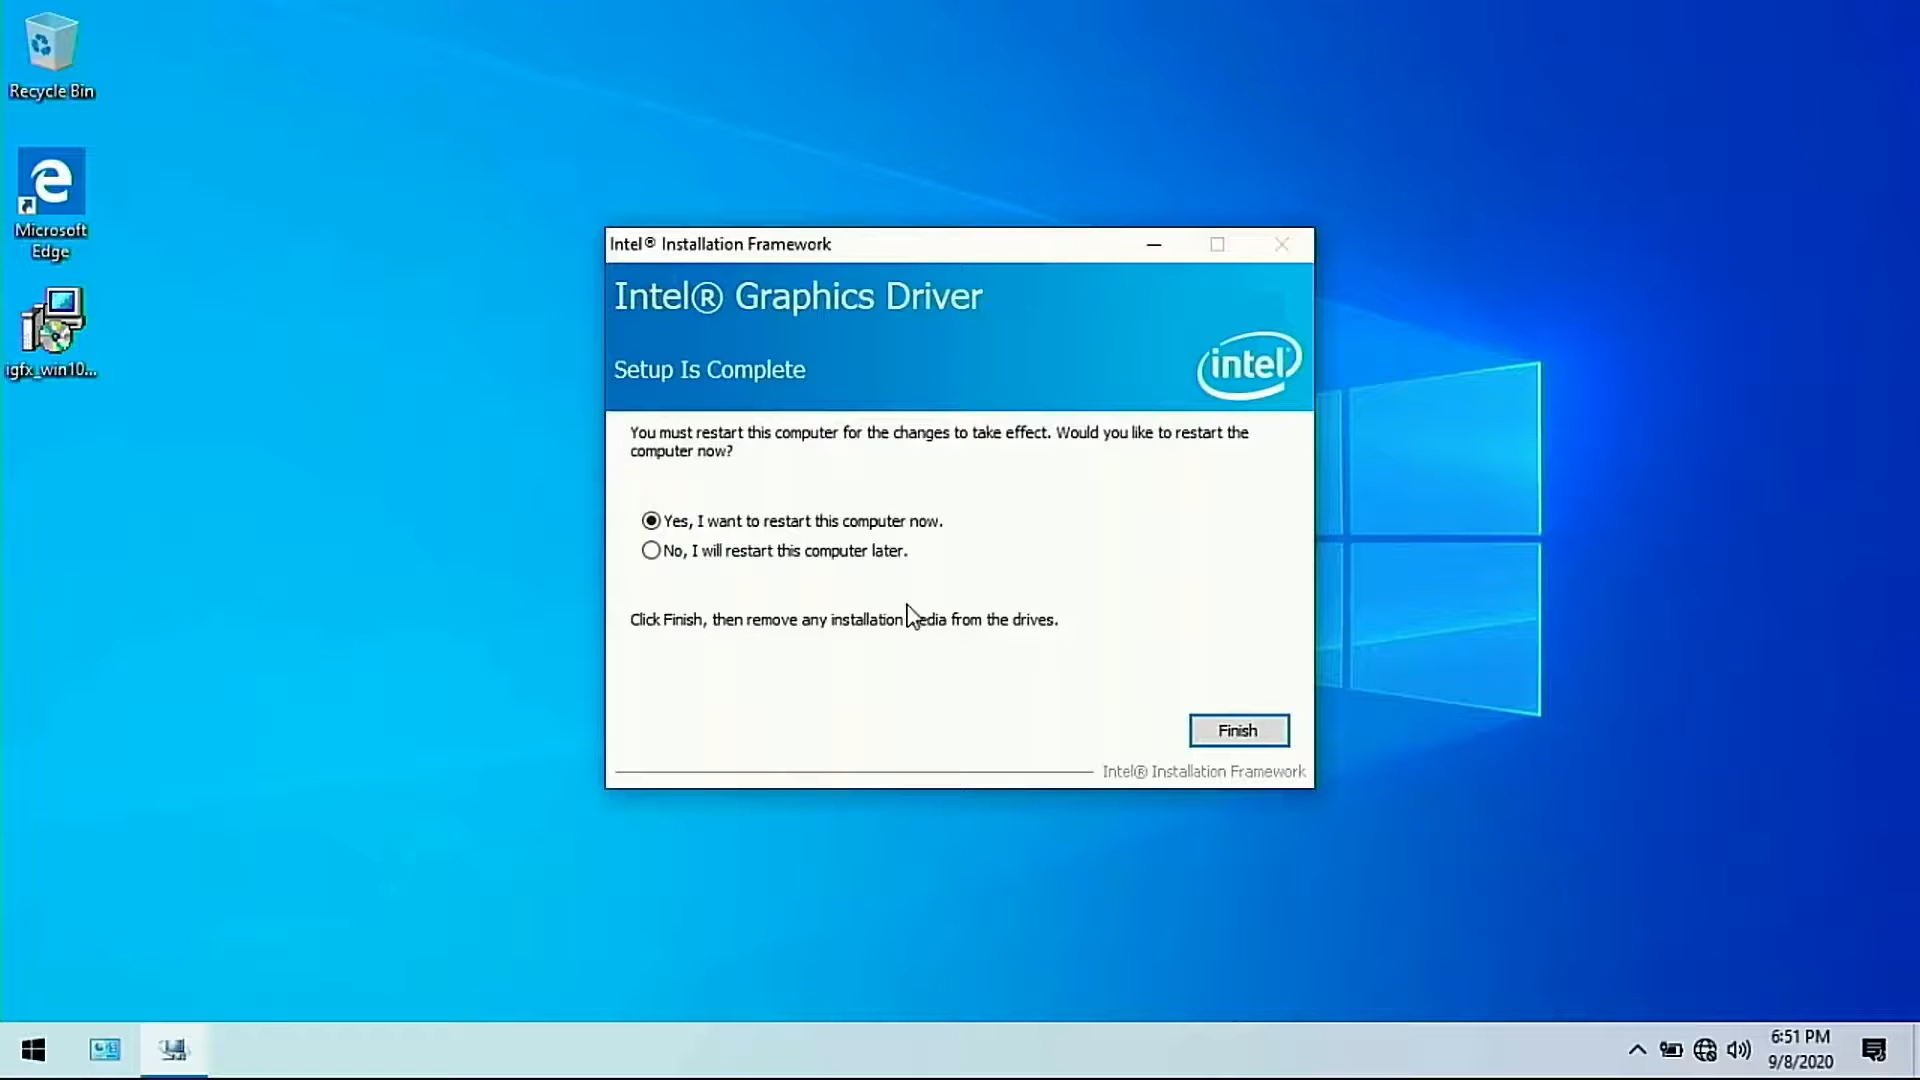 Recycle Bin
Microsoft
Edge
igfx_win10...
Intel® Installation Framework
Intel® Graphics Driver
Setup Is Complete
intel
You must restart this computer for the changes to take effect. Would you like to restart the
computer now?
Yes, I want to restart this computer now.
No, I will restart this computer later.
Click Finish, then remove any installation media from the drives.
Finish
Intel® Installation Framework
6:51 PM
9/8/2020